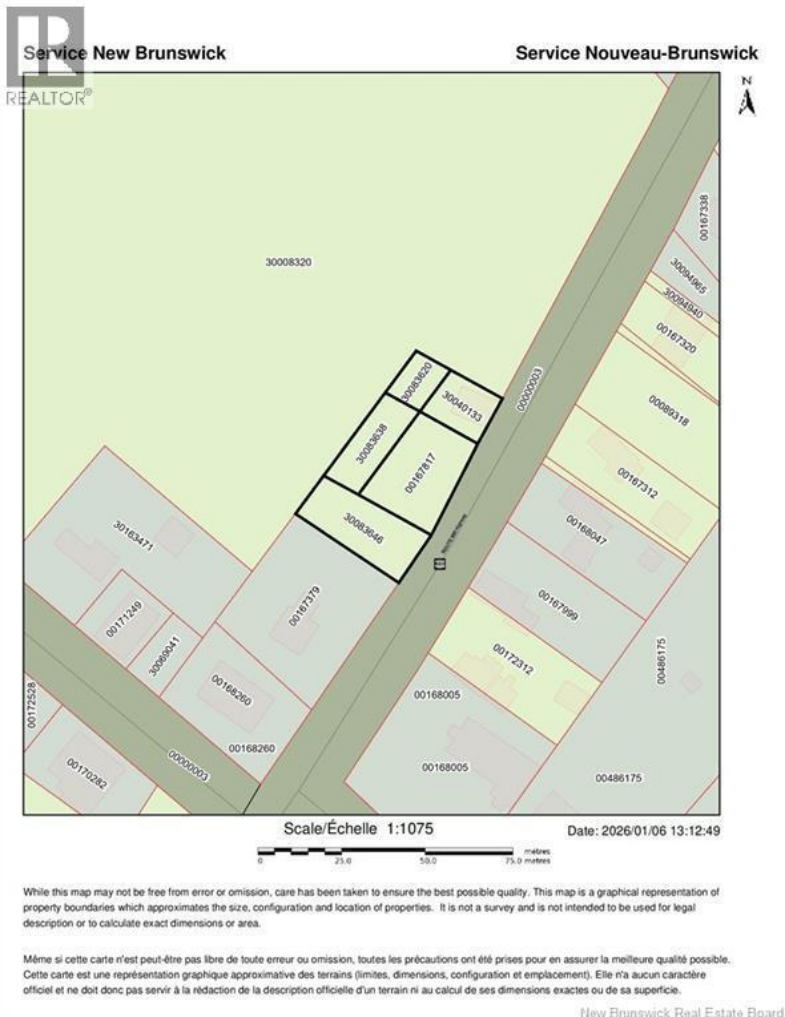 Service New Brunswick
Service Nouveau-Brunswick
REALTOR®
N
00167338
30008320
30094965
30094940
00167320
30083620
30040133
00000003
00089318
30083638
00167817
00167312
30083646
00168047
30163471
00167379
00167999
00171249
30069041
00172312
00486175
00168260
00168005
00172528
00168260
00000003
00168005
00170282
00486175
Scale/Échelle 1:1075
Date: 2026/01/06 13:12:49
mètres
0 25.0 50.0 75.0 metres
While this map may not be free from error or omission, care has been taken to ensure the best possible quality. This map is a graphical representation of
property boundaries which approximates the size, configuration and location of properties. It is not a survey and is not intended to be used for legal
description or to calculate exact dimensions or area.
Même si cette carte n'est peut-être pas libre de toute erreur ou omission, toutes les précautions ont été prises pour en assurer la meilleure qualité possible.
Cette carte est une représentation graphique approximative des terrains (limites, dimensions, configuration et emplacement). Elle n'a aucun caractère
officiel et ne doit donc pas servir à la rédaction de la description officielle d'un terrain ni au calcul de ses dimensions exactes ou de sa superficie.
New Brunswick Real Estate Board